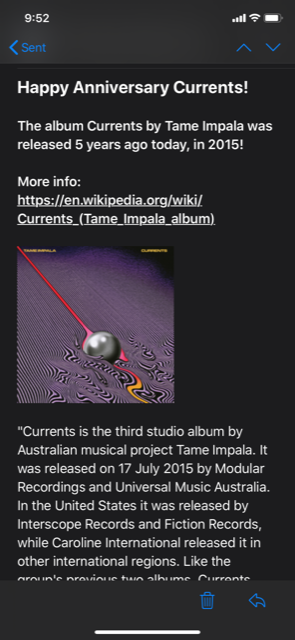 9:52
Sent
Happy Anniversary Currents!
The album Currents by Tame Impala was
released 5 years ago today, in 2015!
More info:
https://en.wikipedia.org/wiki/
Currents_(Tame_Impala_album)
TAME IMPALA
CURRENTS
"Currents is the third studio album by
Australian musical project Tame Impala. It
was released on 17 July 2015 by Modular
Recordings and Universal Music Australia.
In the United States it was released by
Interscope Records and Fiction Records,
while Caroline International released it in
other international regions. Like the
group's previous two albums, Currents